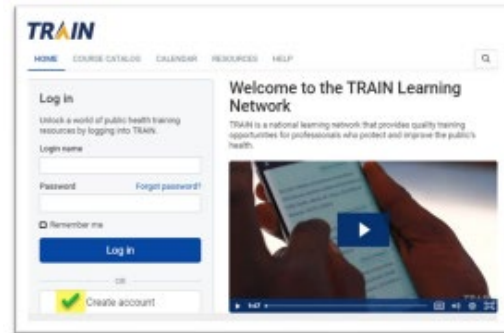 TRAIN
HOME COURSE CATALOG CALENDAR RESOURCES HELP
Log in
Unlock a world of public health training
resources by logging into TRAIN.
Login name
Password Forgot password?
Remember me
Log in
OR
Create account
Welcome to the TRAIN Learning
Network
TRAIN is a national learning network that provides quality training
opportunities for professionals who protect and improve the public's
health.
1:47
TRAIN